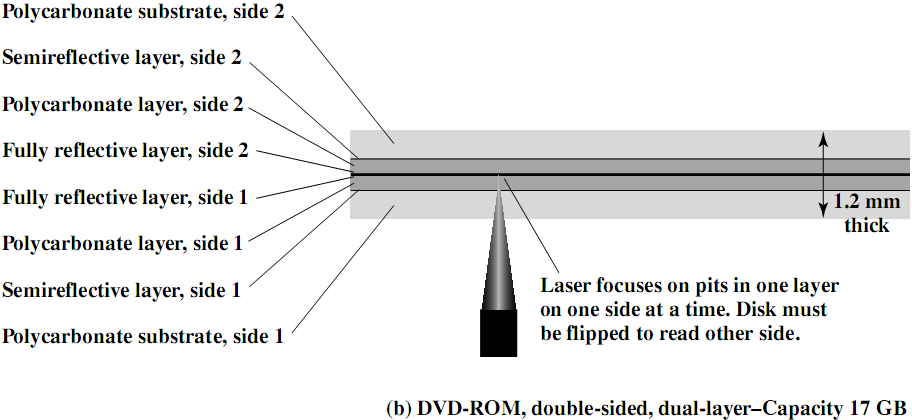 Polycarbonate substrate, side 2
Semireflective layer, side 2
Polycarbonate layer, side 2
Fully reflective layer, side 2
Fully reflective layer, side 1
Polycarbonate layer, side 1
Semireflective layer, side 1
Polycarbonate substrate, side 1
1.2 mm
thick
Laser focuses on pits in one layer
on one side at a time. Disk must
be flipped to read other side.
(b) DVD-ROM, double-sided, dual-layer–Capacity 17 GB